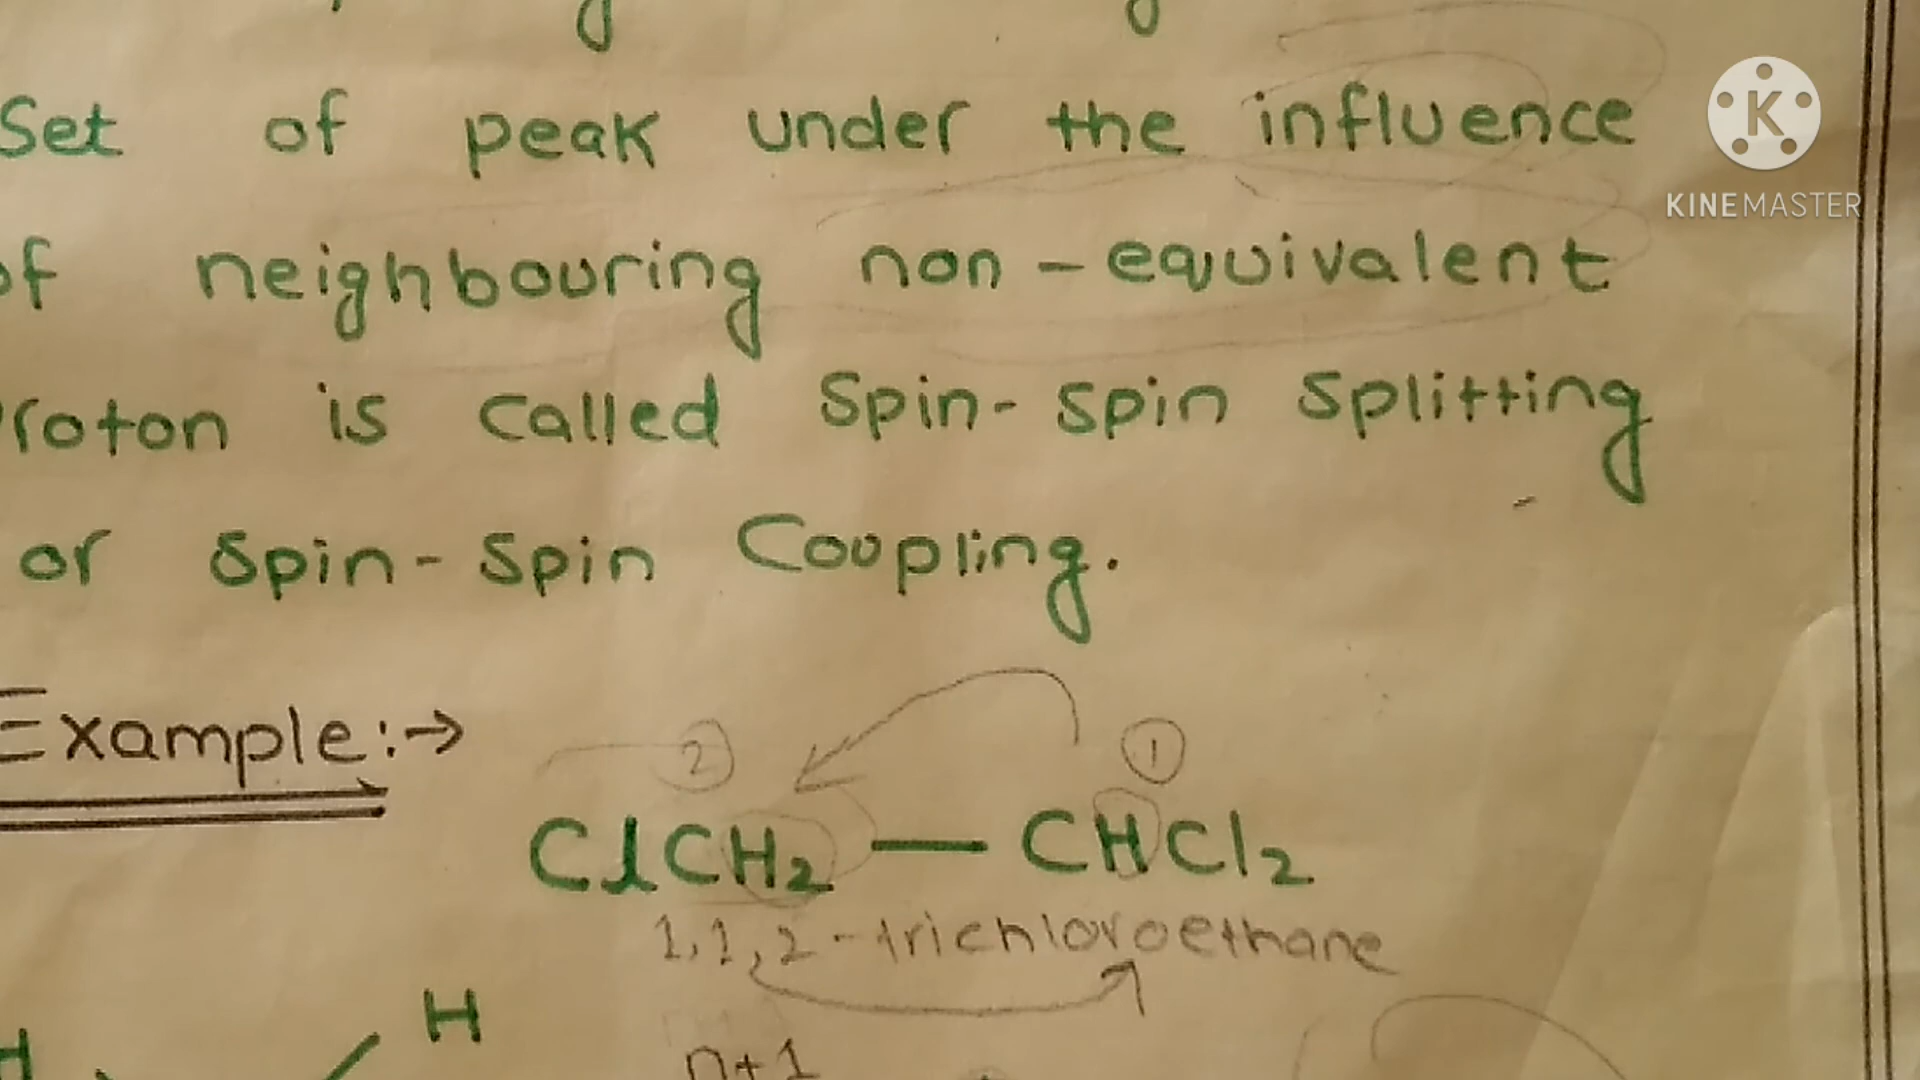 Set of peak under the influence
of neighbouring non-equivalent
roton is called Spin-spin Splitting
or Spin-Spin Coupling.
Example:→
② ①
ClCH₂ — CHCl₂
1,1,2-trichloroethane
H
H
n+1
K
KINEMASTER